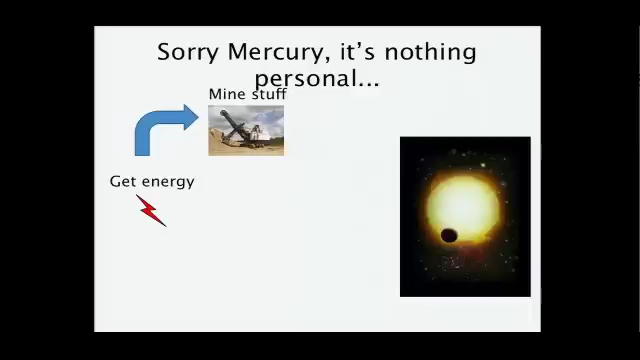 Sorry Mercury, it's nothing
personal...
Mine stuff
Get energy